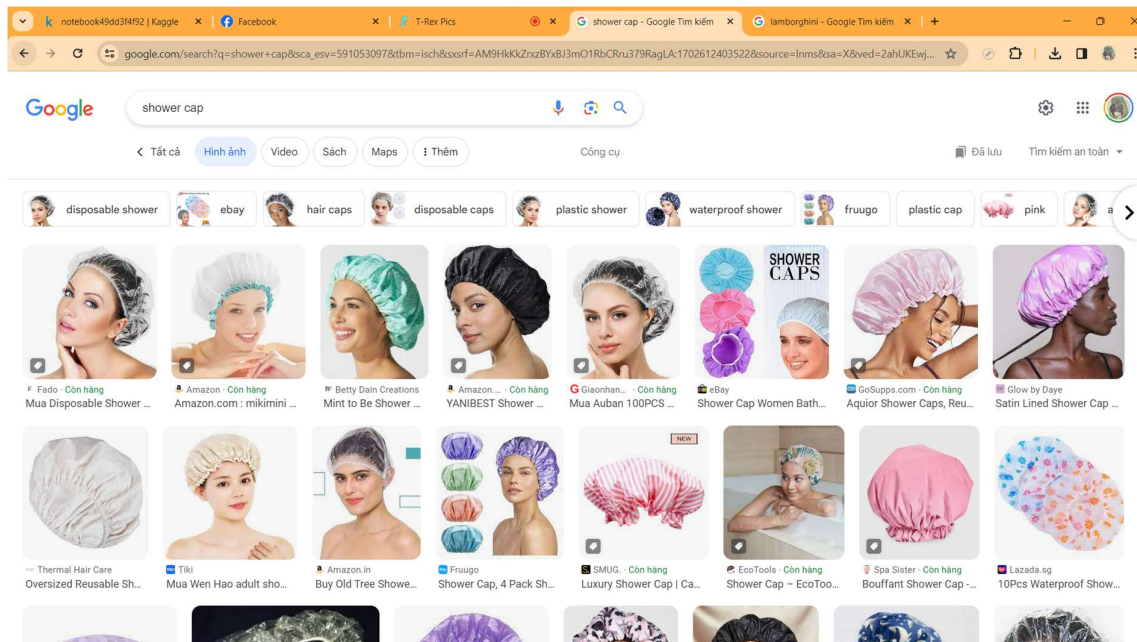 notebook49dd3f4f92 | Kaggle
Facebook
T-Rex Pics
shower cap - Google Tìm kiếm
lamborghini - Google Tìm kiếm
google.com/search?q=shower+cap&sca_esv=591053097&tbm=isch&sxsrf=AM9HkKkZnxzBYxBJ3mO1RbCRru379RagLA:1702612403522&source=lnms&sa=X&ved=2ahUKEwj...
Google
shower cap
Tất cả
Hình ảnh
Video
Sách
Maps
Thêm
Công cụ
Đã lưu
Tìm kiếm an toàn
disposable shower
ebay
hair caps
disposable caps
plastic shower
waterproof shower
fruugo
plastic cap
pink
a
SHOWER
CAPS
Fado · Còn hàng
Mua Disposable Shower ...
Amazon · Còn hàng
Amazon.com : mikimini ...
Betty Dain Creations
Mint to Be Shower ...
Amazon.... · Còn hàng
YANIBEST Shower ...
Giaonhan... · Còn hàng
Mua Auban 100PCS ...
eBay
Shower Cap Women Bath...
GoSupps.com · Còn hàng
Aquior Shower Caps, Reu...
Glow by Daye
Satin Lined Shower Cap ...
NEW
Thermal Hair Care
Oversized Reusable Sh...
Tiki
Mua Wen Hao adult sho...
Amazon.in
Buy Old Tree Showe...
Fruugo
Shower Cap, 4 Pack Sh...
SMUG. · Còn hàng
Luxury Shower Cap | Ca...
EcoTools · Còn hàng
Shower Cap – EcoToo...
Spa Sister · Còn hàng
Bouffant Shower Cap -...
Lazada.sg
10Pcs Waterproof Show...